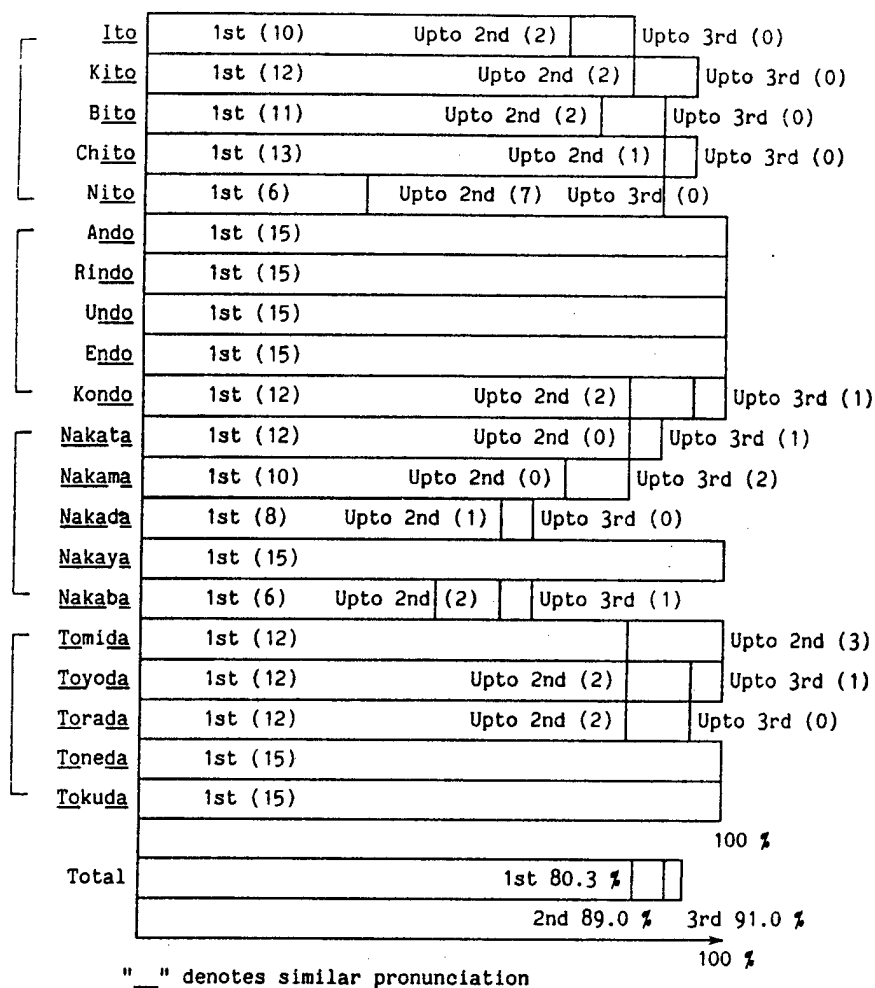 Ito 1st (10) Upto 2nd (2) Upto 3rd (0)
Kito 1st (12) Upto 2nd (2) Upto 3rd (0)
Bito 1st (11) Upto 2nd (2) Upto 3rd (0)
Chito 1st (13) Upto 2nd (1) Upto 3rd (0)
Nito 1st (6) Upto 2nd (7) Upto 3rd (0)
Ando 1st (15)
Rindo 1st (15)
Undo 1st (15)
Endo 1st (15)
Kondo 1st (12) Upto 2nd (2) Upto 3rd (1)
Nakata 1st (12) Upto 2nd (0) Upto 3rd (1)
Nakama 1st (10) Upto 2nd (0) Upto 3rd (2)
Nakada 1st (8) Upto 2nd (1) Upto 3rd (0)
Nakaya 1st (15)
Nakaba 1st (6) Upto 2nd (2) Upto 3rd (1)
Tomida 1st (12) Upto 2nd (3)
Toyoda 1st (12) Upto 2nd (2) Upto 3rd (1)
Torada 1st (12) Upto 2nd (2) Upto 3rd (0)
Toneda 1st (15)
Tokuda 1st (15)
100 %
Total 1st 80.3 %
2nd 89.0 % 3rd 91.0 %
100 %
"__" denotes similar pronunciation